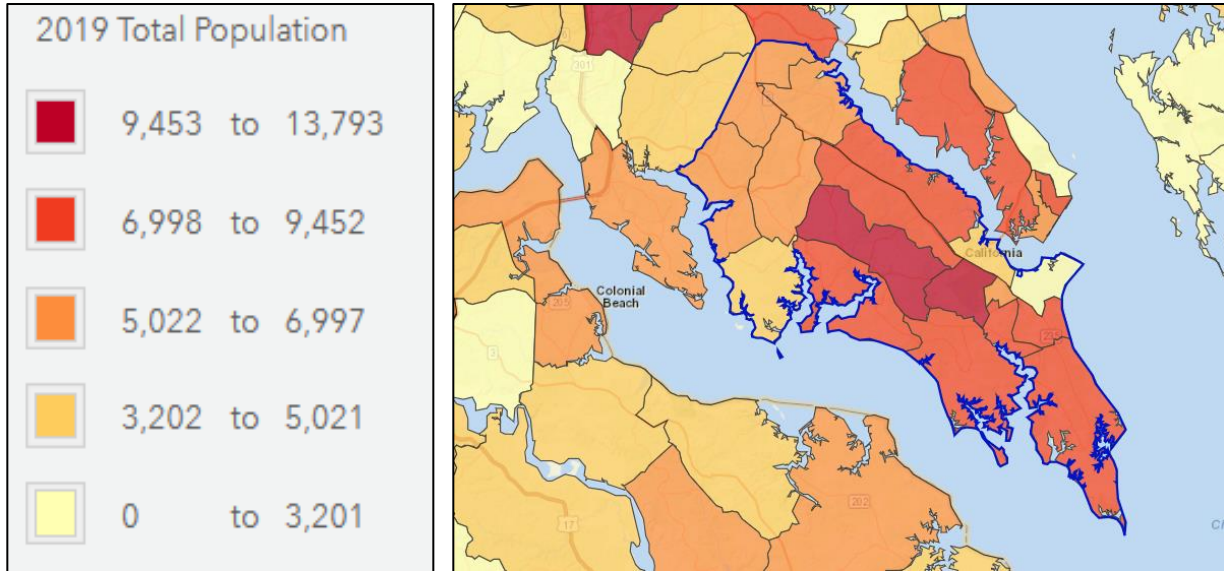 2019 Total Population
9,453 to 13,793
6,998 to 9,452
5,022 to 6,997
3,202 to 5,021
0 to 3,201
301
California
Colonial
Beach
205
3
235
202
17